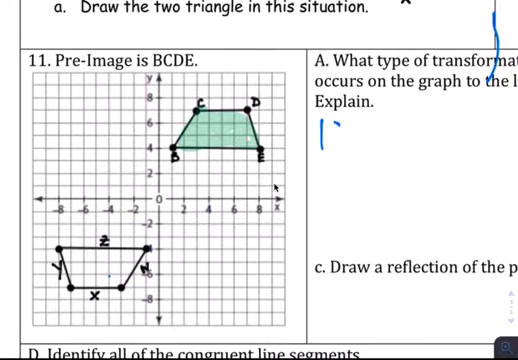 a. Draw the two triangle in this situation.
11. Pre-Image is BCDE.
A. What type of transformat
occurs on the graph to the l
Explain.
y
8
C
D
6
4
B
E
2
-8 -6 -4 -2 0 2 4 6 8 x
-2
Z
Y
-6
X
-8
c. Draw a reflection of the p
D. Identify all of the congruent line segments